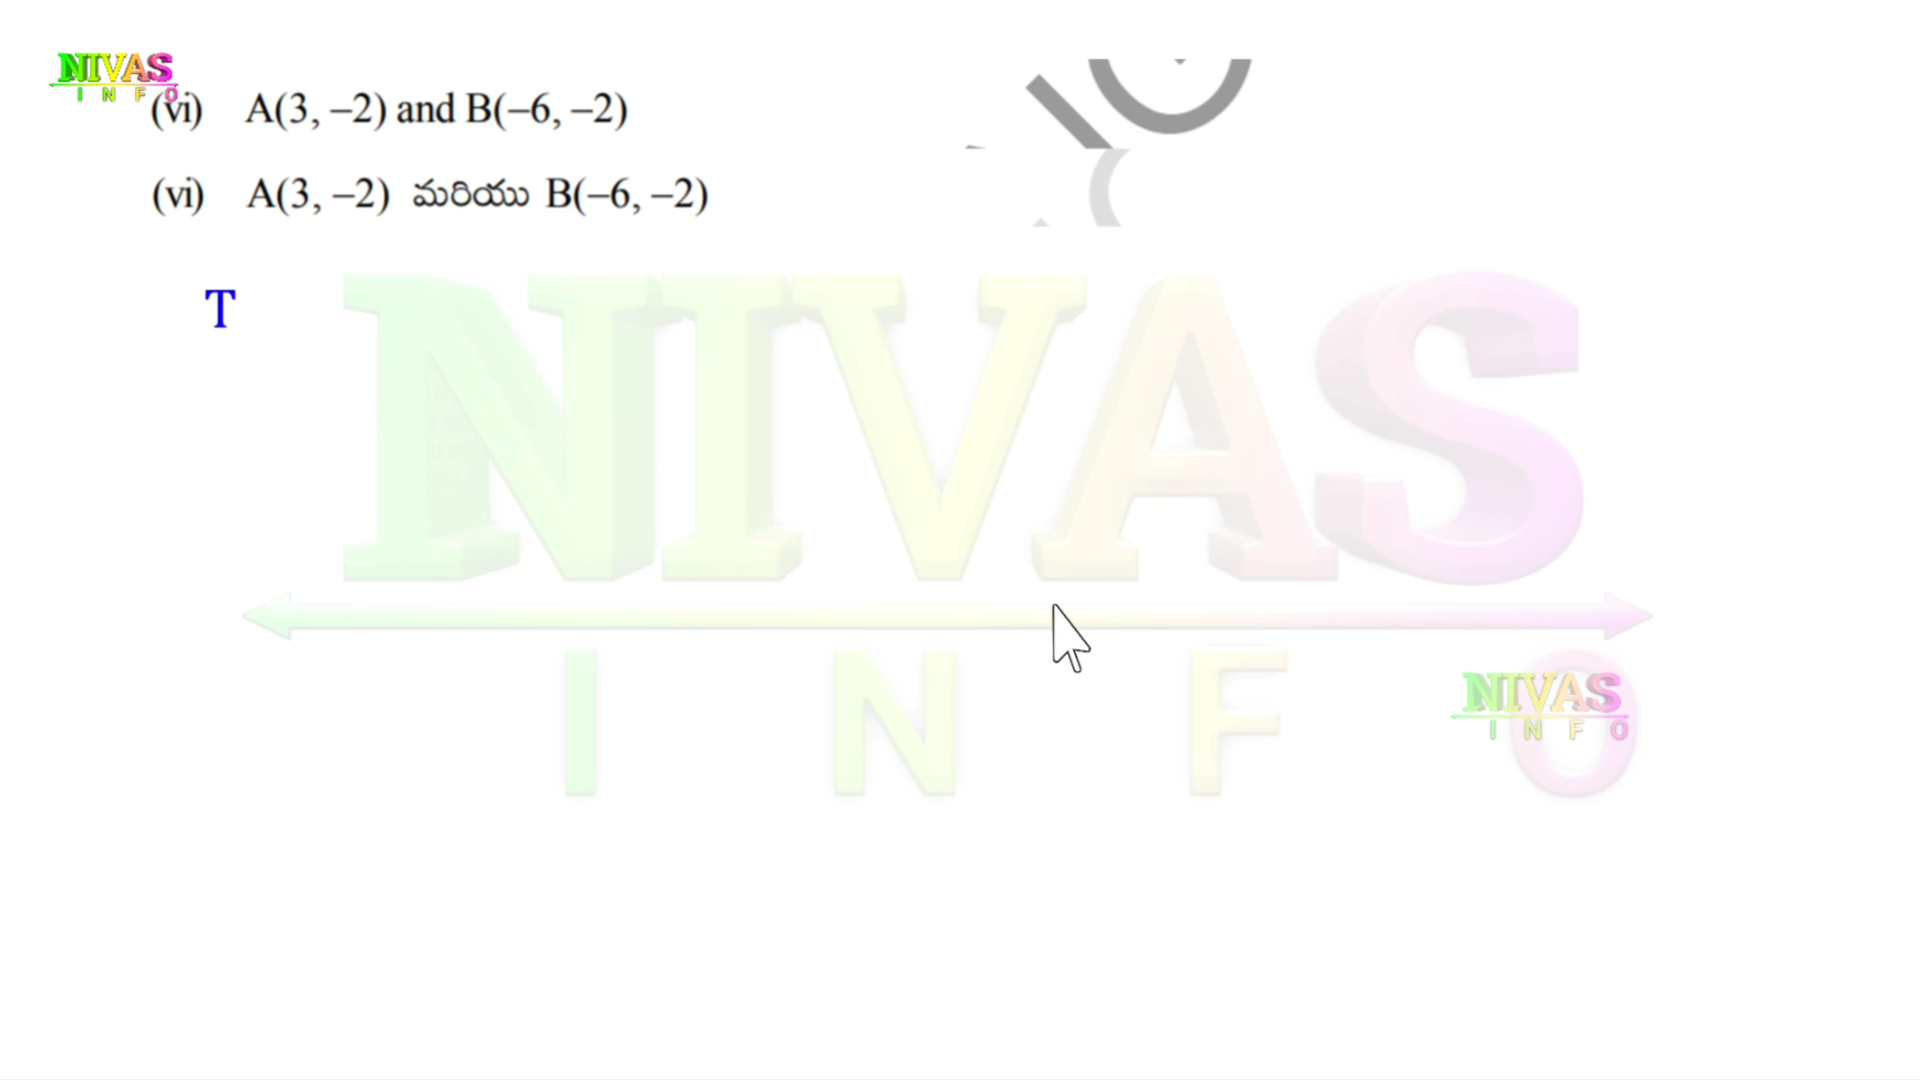 NIVAS
INFO
(vi) A(3, –2) and B(–6, –2)
(vi) A(3, –2) మరియు B(–6, –2)
T
NIVAS
INFO
NIVAS
INFO